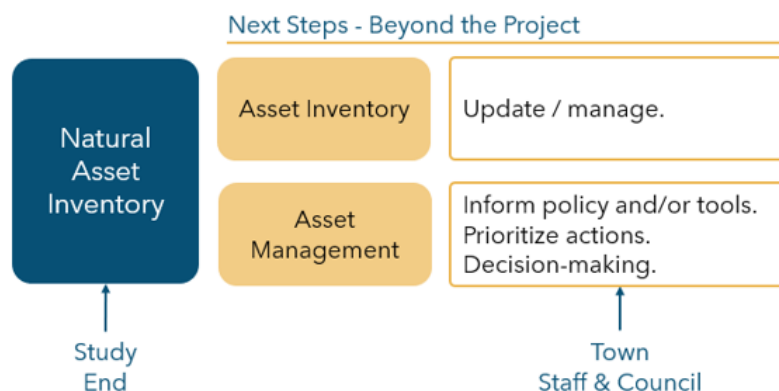 Next Steps - Beyond the Project
Natural
Asset
Inventory
Asset Inventory
Update / manage.
Asset
Management
Inform policy and/or tools.
Prioritize actions.
Decision-making.
Study
End
Town
Staff & Council